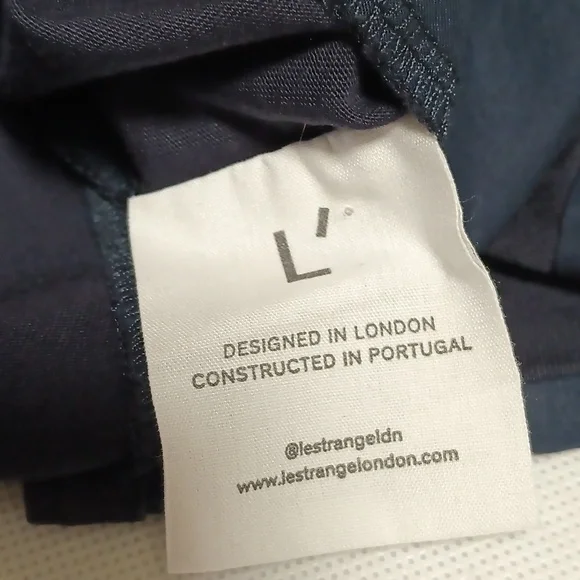 L'
DESIGNED IN LONDON
CONSTRUCTED IN PORTUGAL
@lestrangeldn
www.lestrangelondon.com